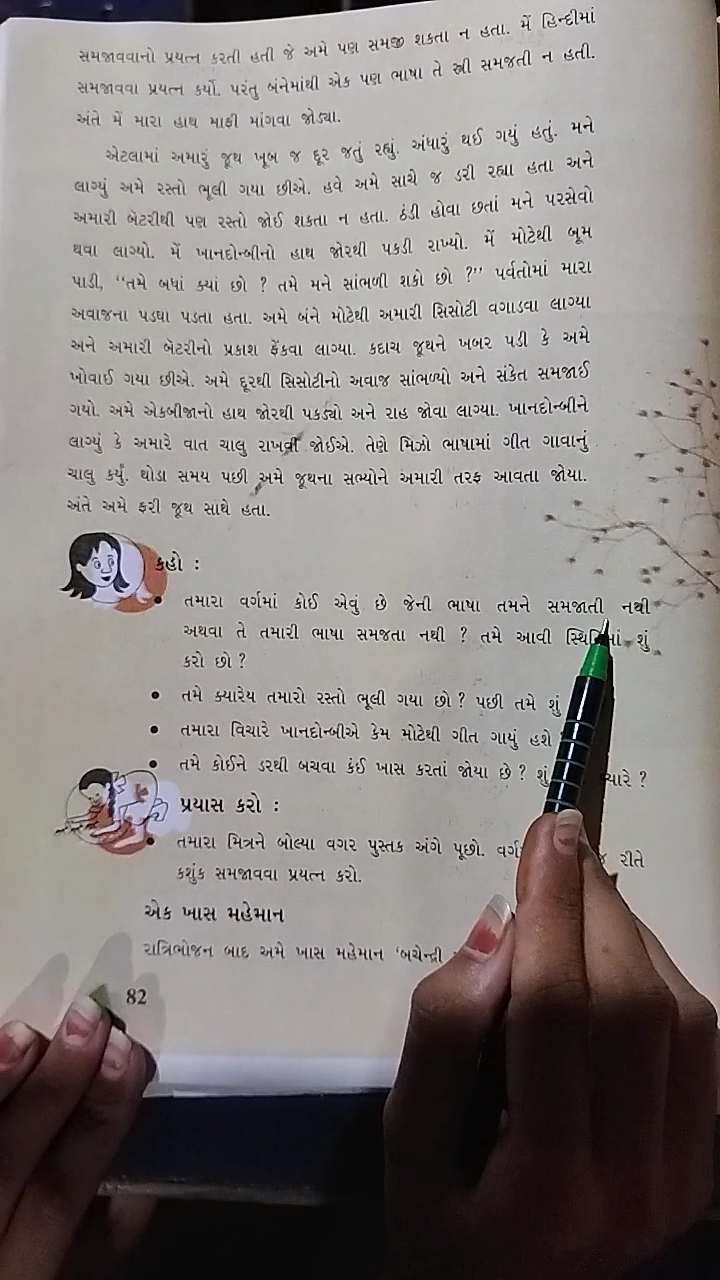 સમજાવવાનો પ્રયત્ન કરતી હતી જે અમે પણ સમજી શકતા ન હતા. મેં હિન્દીમાં
સમજાવવા પ્રયત્ન કર્યો. પરંતુ બંનેમાંથી એક પણ ભાષા તે સ્ત્રી સમજતી ન હતી.
અંતે મેં મારા હાથ માફી માંગવા જોડ્યા.
એટલામાં અમારું જૂથ ખૂબ જ દૂર જતું રહ્યું. અંધારું થઈ ગયું હતું. મને
લાગ્યું અમે રસ્તો ભૂલી ગયા છીએ. હવે અમે સાચે જ ડરી રહ્યા હતા અને
અમારી બેટરીથી પણ રસ્તો જોઈ શકતા ન હતા. ઠંડી હોવા છતાં મને પરસેવો
થવા લાગ્યો. મેં ખાનદોન્બીનો હાથ જોરથી પકડી રાખ્યો. મેં મોટેથી બૂમ
પાડી, “તમે બધાં ક્યાં છો ? તમે મને સાંભળી શકો છો ?” પર્વતોમાં મારા
અવાજના પડઘા પડતા હતા. અમે બંને મોટેથી અમારી સિસોટી વગાડવા લાગ્યા
અને અમારી બેટરીનો પ્રકાશ ફેંકવા લાગ્યા. કદાચ જૂથને ખબર પડી કે અમે
ખોવાઈ ગયા છીએ. અમે દૂરથી સિસોટીનો અવાજ સાંભળ્યો અને સંકેત સમજાઈ
ગયો. અમે એકબીજાનો હાથ જોરથી પકડ્યો અને રાહ જોવા લાગ્યા. ખાનદોન્બીને
લાગ્યું કે અમારે વાત ચાલુ રાખવી જોઈએ. તેણે મિઝો ભાષામાં ગીત ગાવાનું
ચાલુ કર્યું. થોડા સમય પછી અમે જૂથના સભ્યોને અમારી તરફ આવતા જોયા.
અંતે અમે ફરી જૂથ સાથે હતા.
કહો :
• તમારા વર્ગમાં કોઈ એવું છે જેની ભાષા તમને સમજાતી નથી
અથવા તે તમારી ભાષા સમજતા નથી ? તમે આવી સ્થિતિમાં શું
કરો છો ?
• તમે ક્યારેય તમારો રસ્તો ભૂલી ગયા છો ? પછી તમે શું
• તમારા વિચારે ખાનદોન્બીએ કેમ મોટેથી ગીત ગાયું હશે
• તમે કોઈને ડરથી બચવા કંઈ ખાસ કરતાં જોયા છે ? શું ક્યારે ?
પ્રયાસ કરો :
• તમારા મિત્રને બોલ્યા વગર પુસ્તક અંગે પૂછો. રીતે
કશુંક સમજાવવા પ્રયત્ન કરો.
એક ખાસ મહેમાન
રાત્રિભોજન બાદ અમે ખાસ મહેમાન ‘બચેન્દ્રી
82